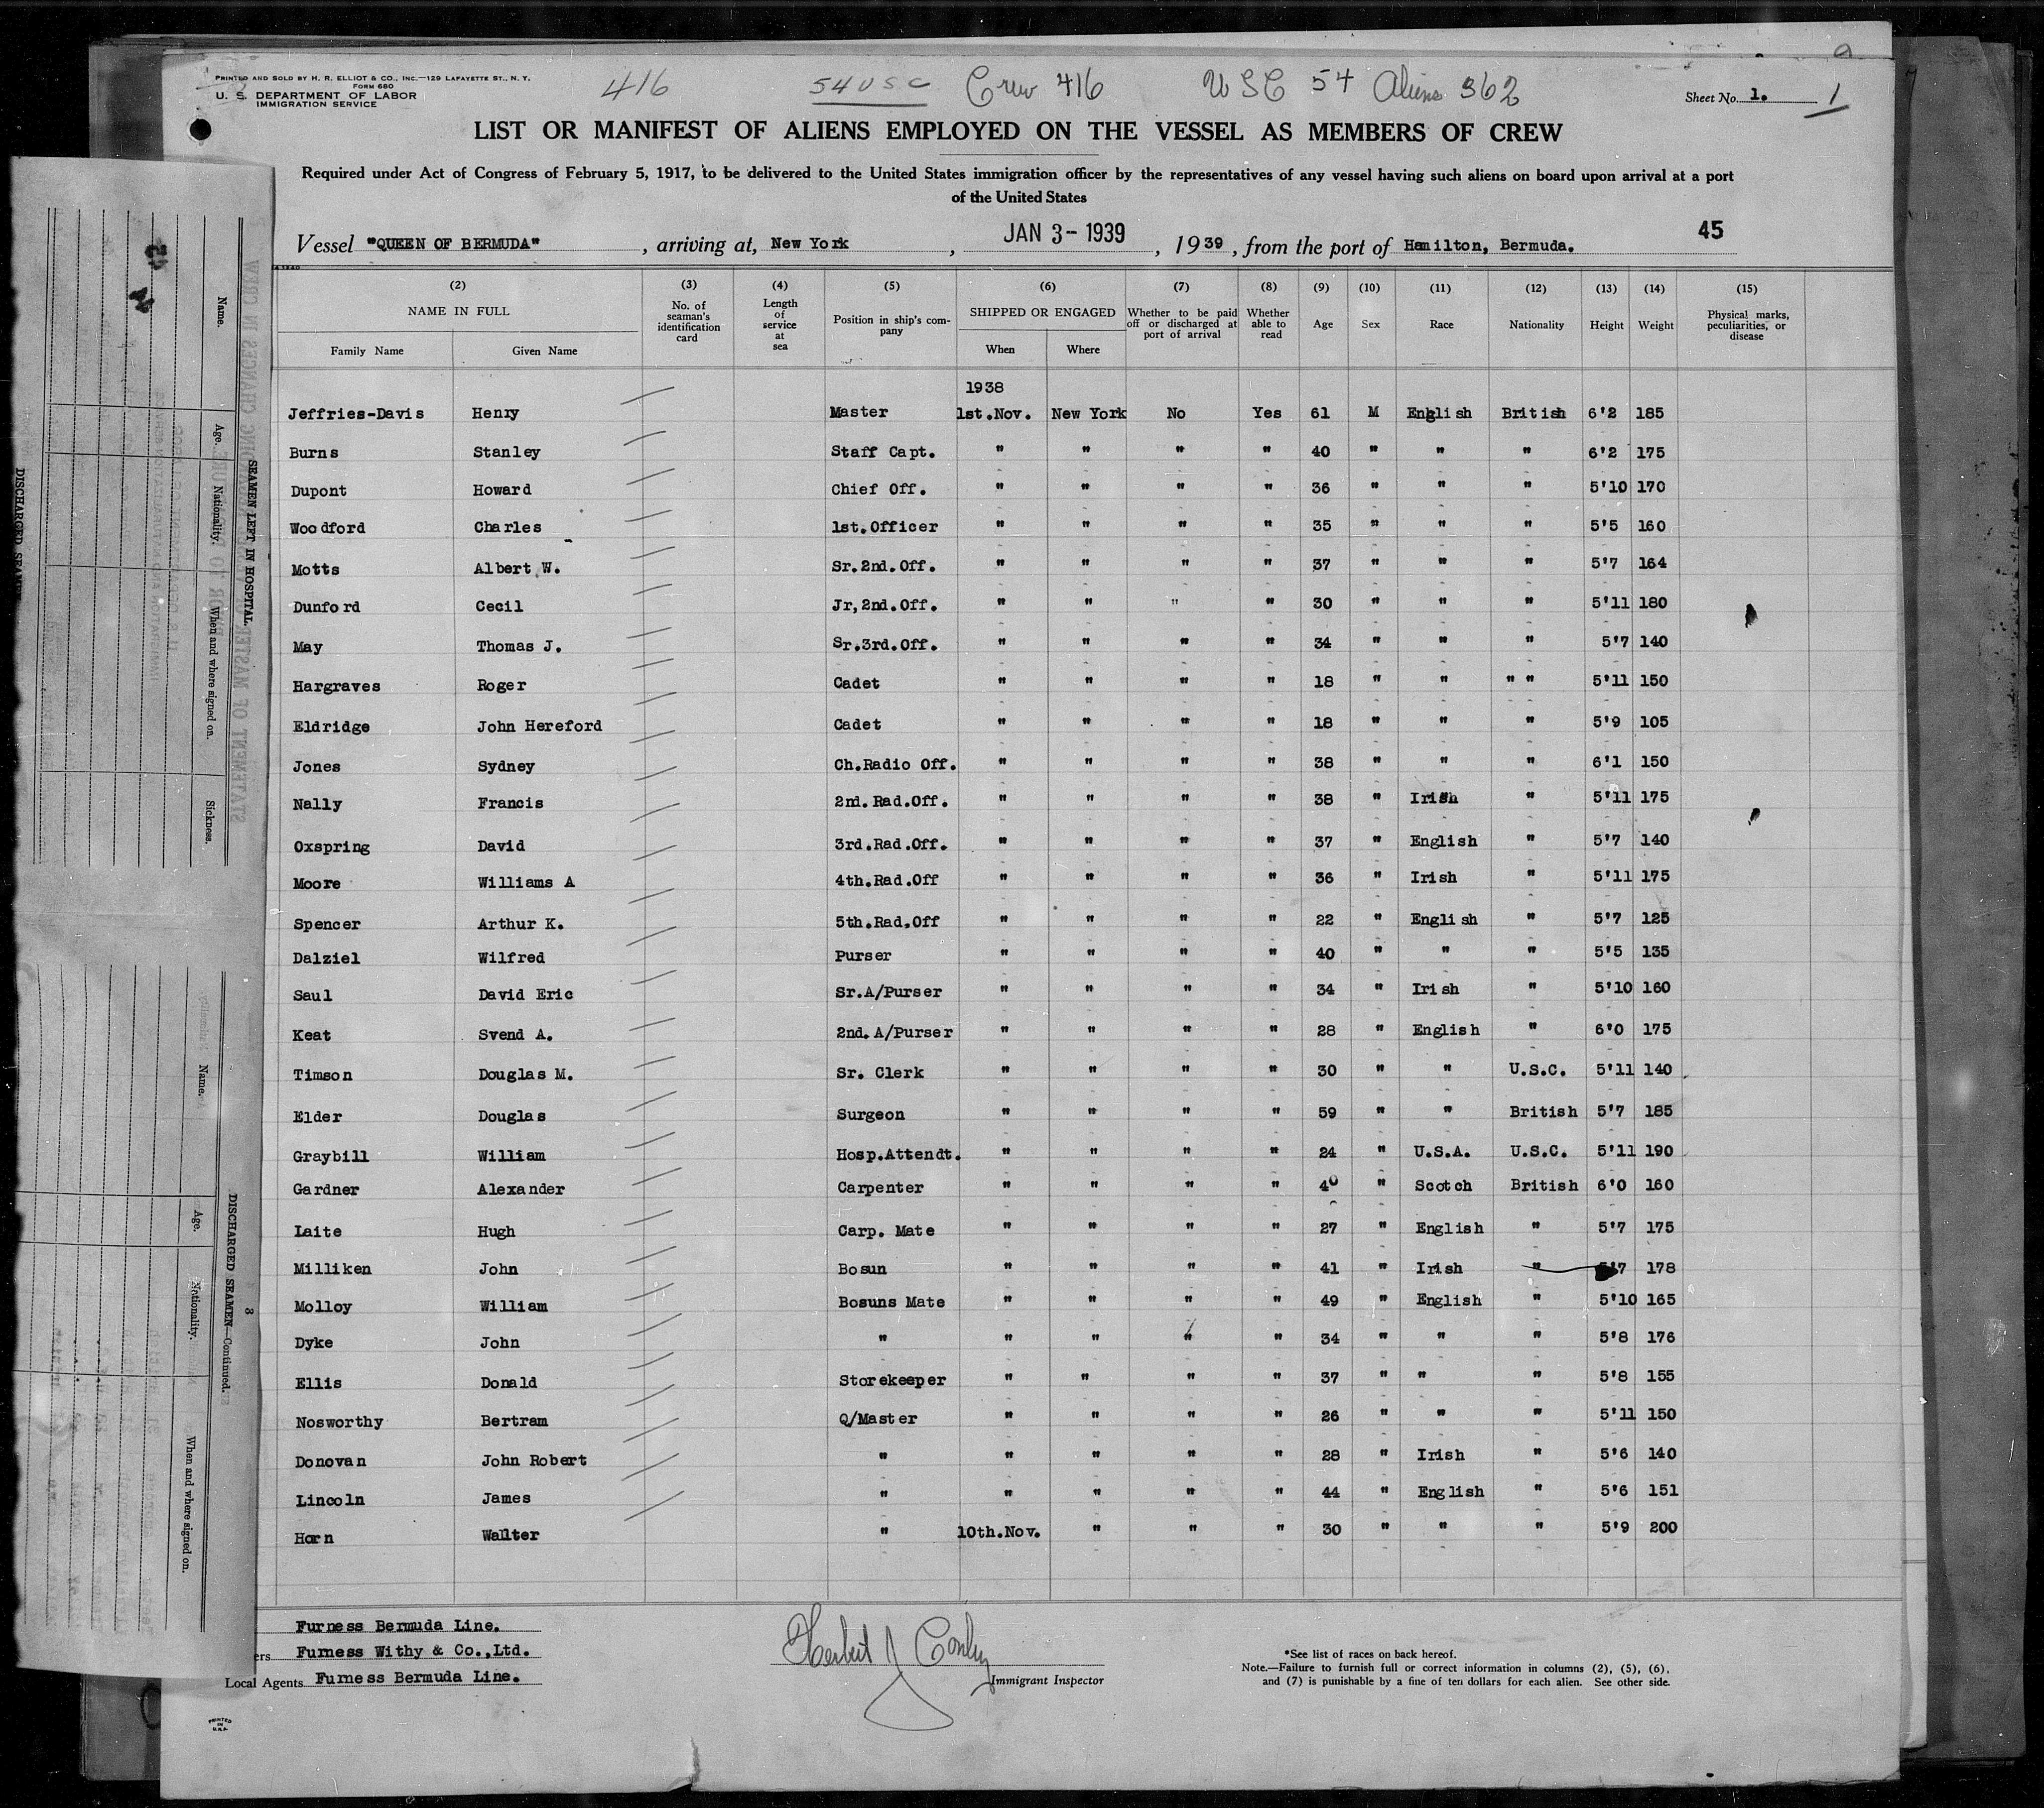 PRINTED AND SOLD BY H. R. ELLIOT & CO., INC.—129 LAFAYETTE ST., N. Y.
FORM 680
U. S. DEPARTMENT OF LABOR
IMMIGRATION SERVICE
416 54 U S C Crew 416 U S C 54 Aliens 362
Sheet No. 1. 1
LIST OR MANIFEST OF ALIENS EMPLOYED ON THE VESSEL AS MEMBERS OF CREW
Required under Act of Congress of February 5, 1917, to be delivered to the United States immigration officer by the representatives of any vessel having such aliens on board upon arrival at a port
of the United States
45
Vessel "QUEEN OF BERMUDA", arriving at, New York, JAN 3 - 1939, 1939, from the port of Hamilton, Bermuda.
(2) (3) (4) (5) (6) (7) (8) (9) (10) (11) (12) (13) (14) (15)
NAME IN FULL No. of seaman's identification card Length of service at sea Position in ship's company SHIPPED OR ENGAGED Whether to be paid off or discharged at port of arrival Whether able to read Age Sex Race Nationality Height Weight Physical marks, peculiarities, or disease
Family Name Given Name When Where
1938
Jeffries-Davis Henry Master 1st.Nov. New York No Yes 61 M English British 6'2 185
Burns Stanley Staff Capt. " " " " 40 " " " 6'2 175
Dupont Howard Chief Off. " " " " 36 " " " 5'10 170
Woodford Charles 1st.Officer " " " " 35 " " " 5'5 160
Motts Albert W. Sr.2nd.Off. " " " " 37 " " " 5'7 164
Dunford Cecil Jr,2nd.Off. " " " " 30 " " " 5'11 180
May Thomas J. Sr.3rd.Off. " " " " 34 " " " 5'7 140
Hargraves Roger Cadet " " " " 18 " " " " 5'11 150
Eldridge John Hereford Cadet " " " " 18 " " " 5'9 105
Jones Sydney Ch.Radio Off. " " " " 38 " " " 6'1 150
Nally Francis 2nd.Rad.Off. " " " " 38 " Irish " 5'11 175
Oxspring David 3rd.Rad.Off. " " " " 37 " English " 5'7 140
Moore Williams A 4th.Rad.Off " " " " 36 " Irish " 5'11 175
Spencer Arthur K. 5th.Rad.Off " " " " 22 " English " 5'7 125
Dalziel Wilfred Purser " " " " 40 " " " 5'5 135
Saul David Eric Sr.A/Purser " " " " 34 " Irish " 5'10 160
Keat Svend A. 2nd.A/Purser " " " " 28 " English " 6'0 175
Timson Douglas M. Sr. Clerk " " " " 30 " " U.S.C. 5'11 140
Elder Douglas Surgeon " " " " 59 " " British 5'7 185
Graybill William Hosp.Attendt. " " " " 24 " U.S.A. U.S.C. 5'11 190
Gardner Alexander Carpenter " " " " 40 " Scotch British 6'0 160
Laite Hugh Carp. Mate " " " " 27 " English " 5'7 175
Milliken John Bosun " " " " 41 " Irish " 5'7 178
Molloy William Bosuns Mate " " " " 49 " English " 5'10 165
Dyke John " " " " " 34 " " " 5'8 176
Ellis Donald Storekeeper " " " " 37 " " " 5'8 155
Nosworthy Bertram Q/Master " " " " 26 " " " 5'11 150
Donovan John Robert " " " " " 28 " Irish " 5'6 140
Lincoln James " " " " " 44 " English " 5'6 151
Horn Walter " 10th.Nov. " " " 30 " " " 5'9 200
Furness Bermuda Line.
ers Furness Withy & Co.,Ltd.
Local Agents Furness Bermuda Line.
Herbert J Conley
Immigrant Inspector
*See list of races on back hereof.
Note.—Failure to furnish full or correct information in columns (2), (5), (6),
and (7) is punishable by a fine of ten dollars for each alien. See other side.
PRINTED IN U.S.A.
SEAMEN LEFT IN HOSPITAL.
Name. Age. Nationality. When and where signed on. Sickness.
DISCHARGED SEAMEN—Continued.
3
Name. Age. Nationality. When and where signed on.